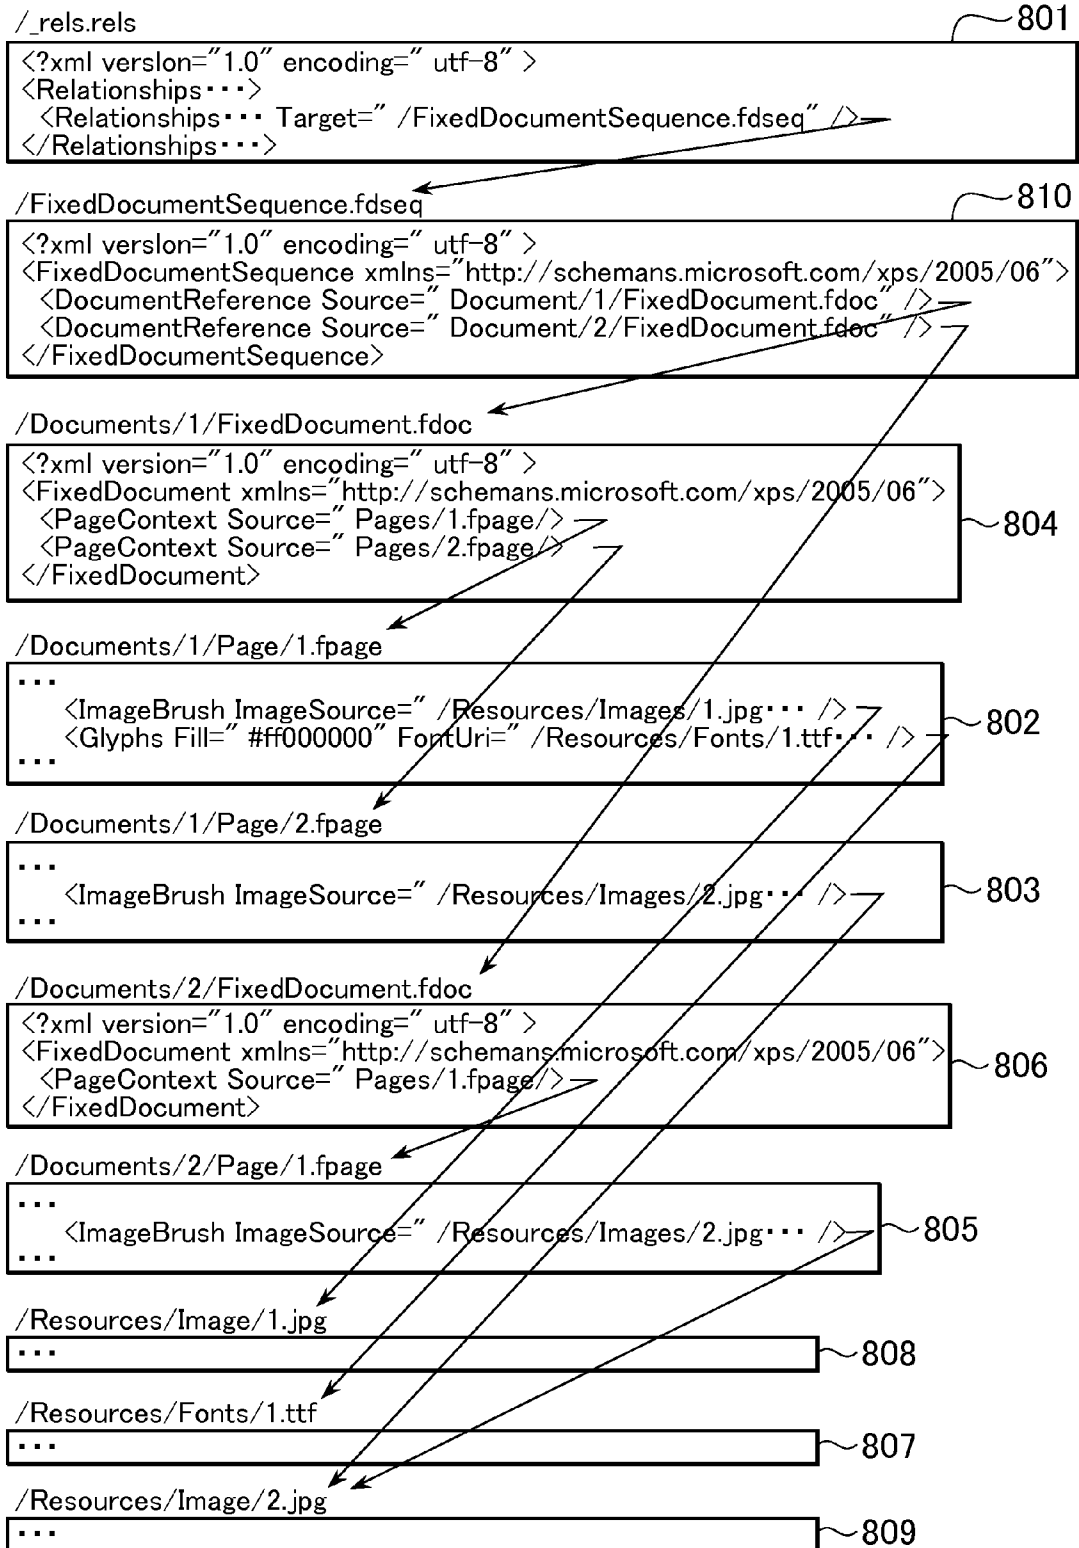 /_rels.rels
801
<?xml versIon="1.0" encoding=" utf-8" >
<Relationships･･･>
<Relationships･･･ Target=" /FixedDocumentSequence.fdseq" />
</Relationships･･･>
/FixedDocumentSequence.fdseq
810
<?xml versIon="1.0" encoding=" utf-8" >
<FixedDocumentSequence xmlns="http://schemans.microsoft.com/xps/2005/06">
<DocumentReference Source=" Document/1/FixedDocument.fdoc" />
<DocumentReference Source=" Document/2/FixedDocument.fdoc" />
</FixedDocumentSequence>
/Documents/1/FixedDocument.fdoc
<?xml version="1.0" encoding=" utf-8" >
<FixedDocument xmlns="http://schemans.microsoft.com/xps/2005/06">
<PageContext Source=" Pages/1.fpage/>
804
<PageContext Source=" Pages/2.fpage/>
</FixedDocument>
/Documents/1/Page/1.fpage
･･･
<ImageBrush ImageSource=" /Resources/Images/1.jpg･･･ />
802
<Glyphs Fill=" #ff000000" FontUri=" /Resources/Fonts/1.ttf･･･ />
･･･
/Documents/1/Page/2.fpage
･･･
<ImageBrush ImageSource=" /Resources/Images/2.jpg･･･ />
803
･･･
/Documents/2/FixedDocument.fdoc
<?xml version="1.0" encoding=" utf-8" >
<FixedDocument xmlns="http://schemans.microsoft.com/xps/2005/06">
806
<PageContext Source=" Pages/1.fpage/>
</FixedDocument>
/Documents/2/Page/1.fpage
･･･
<ImageBrush ImageSource=" /Resources/Images/2.jpg･･･ />
805
･･･
/Resources/Image/1.jpg
･･･
808
/Resources/Fonts/1.ttf
･･･
807
/Resources/Image/2.jpg
･･･
809